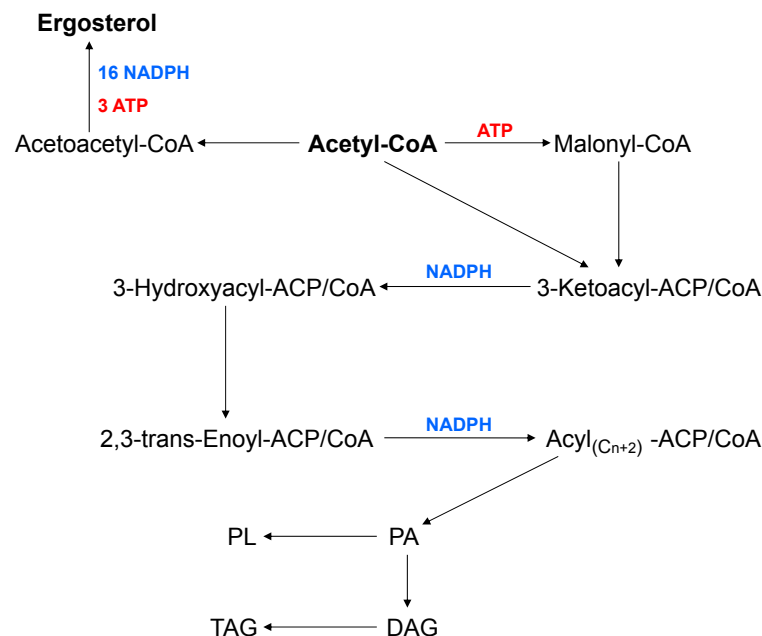 Ergosterol
16 NADPH
3 ATP
Acetoacetyl-CoA
Acetyl-CoA
ATP
Malonyl-CoA
3-Hydroxyacyl-ACP/CoA
NADPH
3-Ketoacyl-ACP/CoA
2,3-trans-Enoyl-ACP/CoA
NADPH
Acyl(Cn+2) -ACP/CoA
PL
PA
TAG
DAG